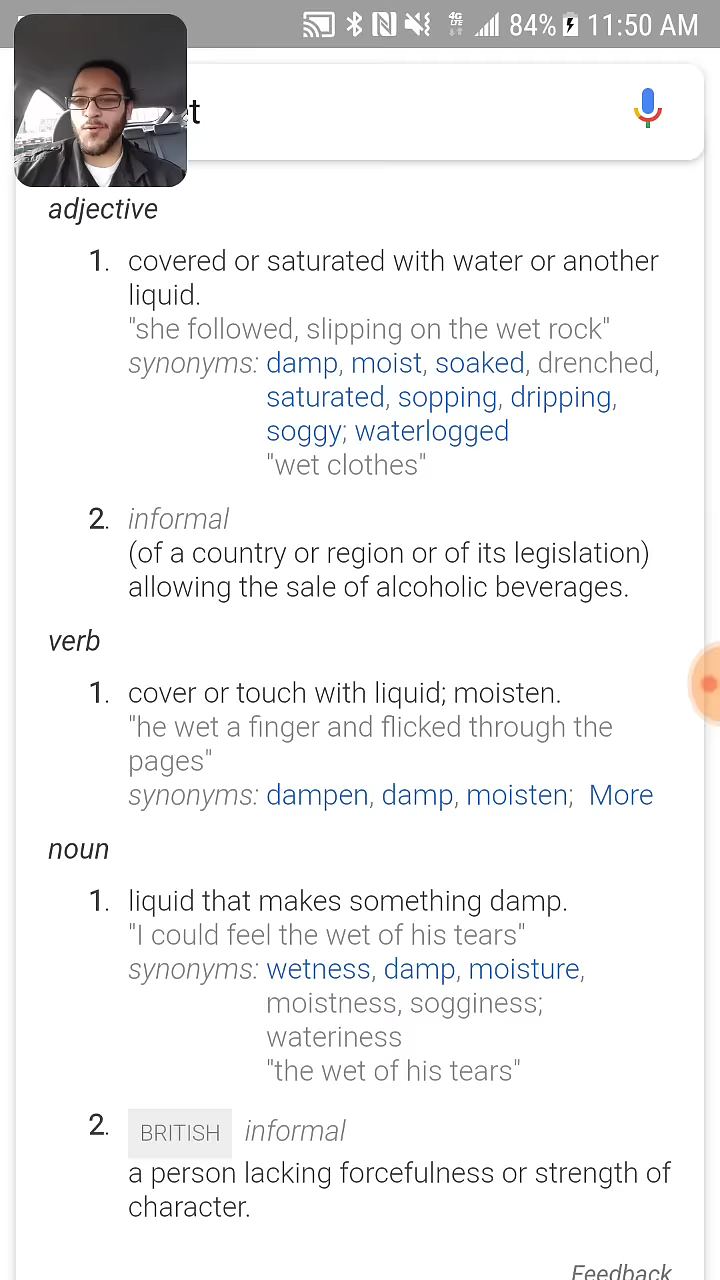 4G LTE 84% 11:50 AM
t
adjective
1. covered or saturated with water or another
liquid.
"she followed, slipping on the wet rock"
synonyms: damp, moist, soaked, drenched,
saturated, sopping, dripping,
soggy; waterlogged
"wet clothes"
2. informal
(of a country or region or of its legislation)
allowing the sale of alcoholic beverages.
verb
1. cover or touch with liquid; moisten.
"he wet a finger and flicked through the
pages"
synonyms: dampen, damp, moisten; More
noun
1. liquid that makes something damp.
"I could feel the wet of his tears"
synonyms: wetness, damp, moisture,
moistness, sogginess;
wateriness
"the wet of his tears"
2. BRITISH informal
a person lacking forcefulness or strength of
character.
Feedback